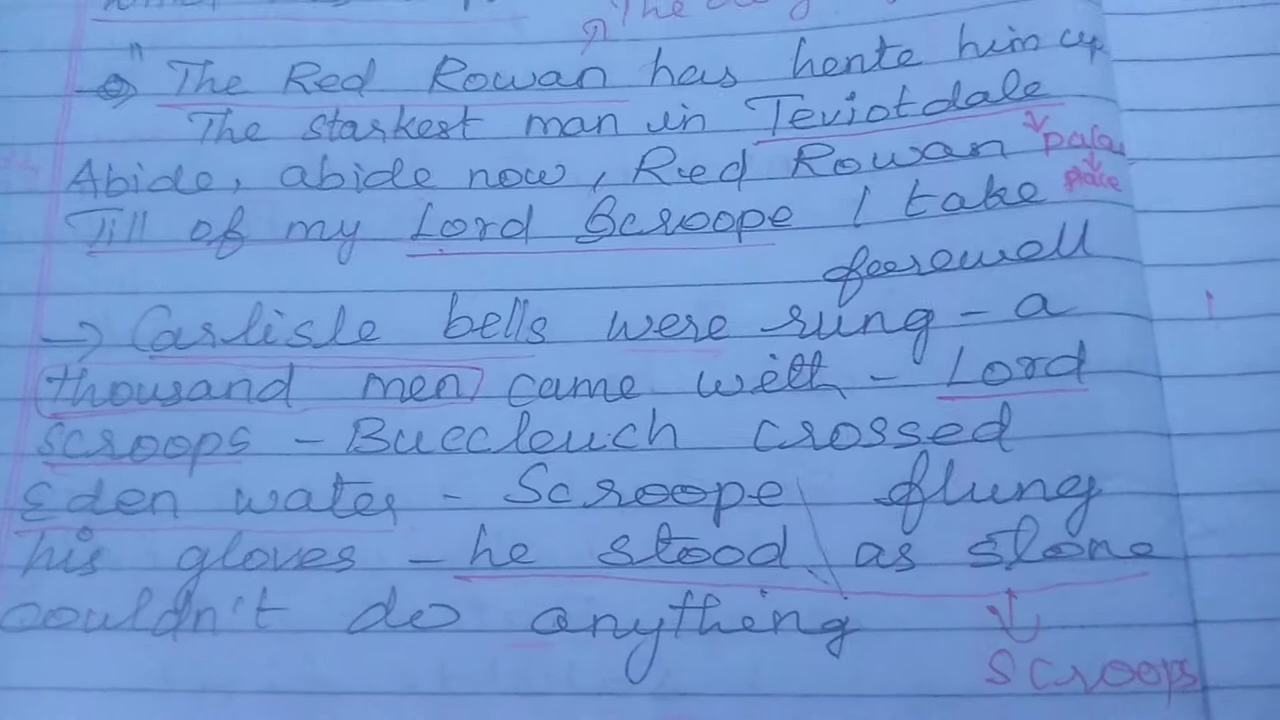 The
" The Red Rowan has hente him up
The starkest man in Teviotdale
Abide, abide now, Red Rowan
place
Till of my Lord Scroope I take
farewell
→ Carlisle bells were rung - a
thousand men came with - Lord
Scroops - Buccleuch crossed
Eden water - Scroope flung
his gloves - he stood as stone
couldn't do anything
Scroops